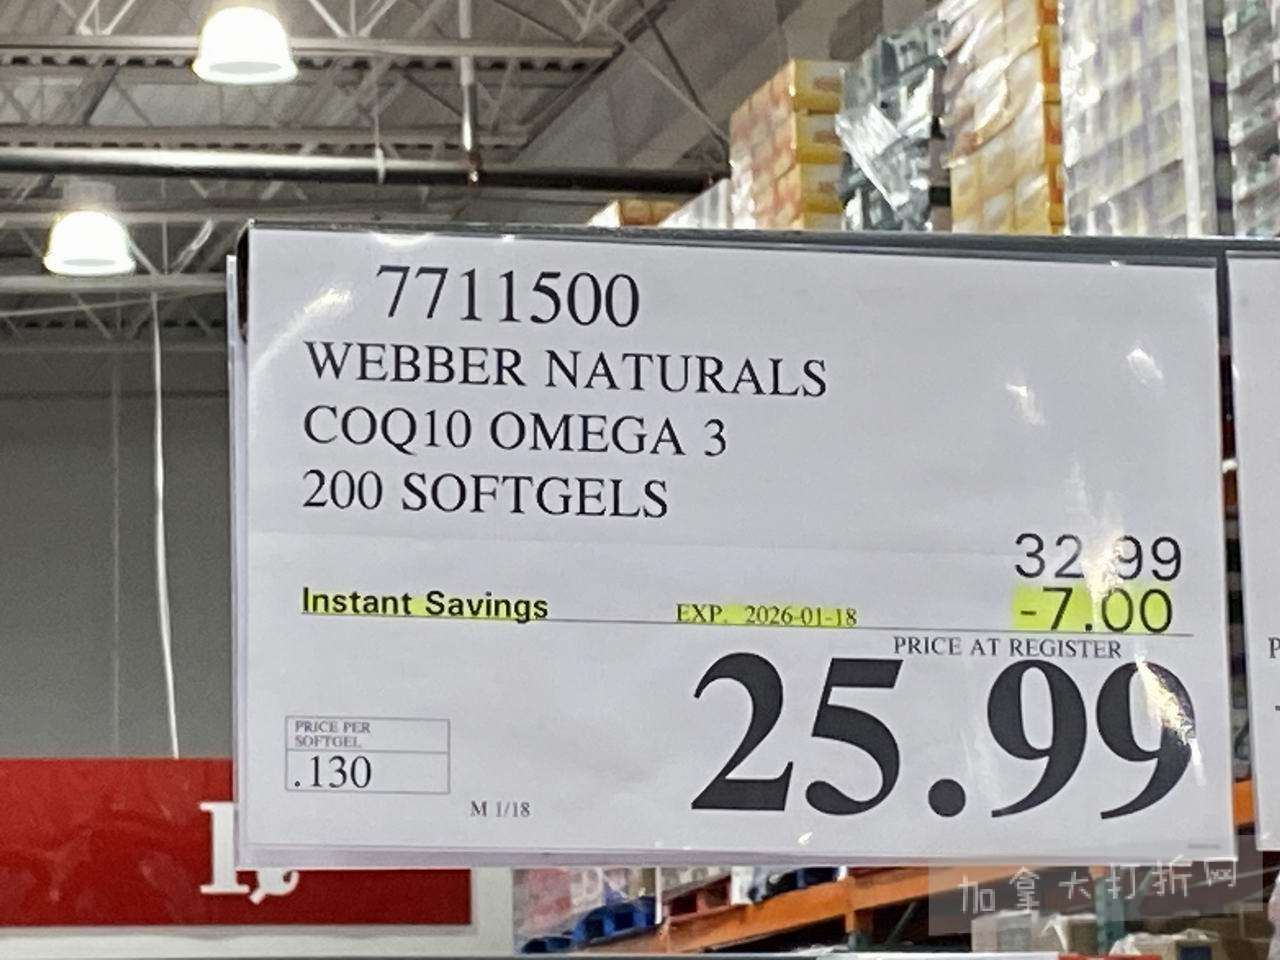 7711500
WEBBER NATURALS
COQ10 OMEGA 3
200 SOFTGELS
32.99
Instant Savings EXP. 2026-01-18 -7.00
PRICE AT REGISTER
25.99
PRICE PER
SOFTGEL
.130
M 1/18
加拿大打折网